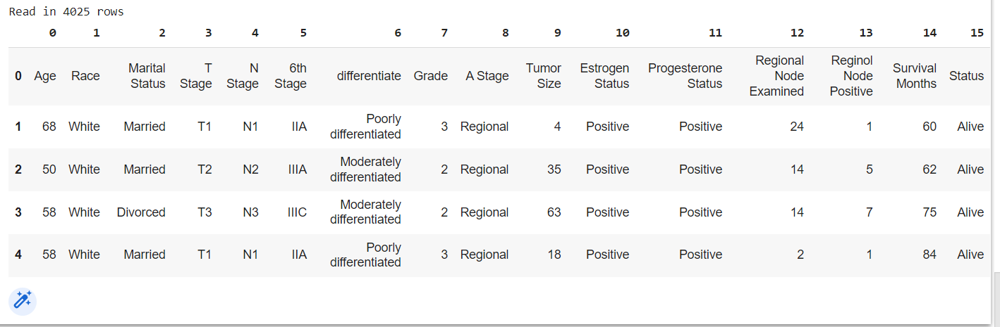 Read in 4025 rows
0 1 2 3 4 5 6 7 8 9 10 11 12 13 14 15
0 Age Race Marital Status T Stage N Stage 6th Stage differentiate Grade A Stage Tumor Size Estrogen Status Progesterone Status Regional Node Examined Reginol Node Positive Survival Months Status
1 68 White Married T1 N1 IIA Poorly differentiated 3 Regional 4 Positive Positive 24 1 60 Alive
2 50 White Married T2 N2 IIIA Moderately differentiated 2 Regional 35 Positive Positive 14 5 62 Alive
3 58 White Divorced T3 N3 IIIC Moderately differentiated 2 Regional 63 Positive Positive 14 7 75 Alive
4 58 White Married T1 N1 IIA Poorly differentiated 3 Regional 18 Positive Positive 2 1 84 Alive